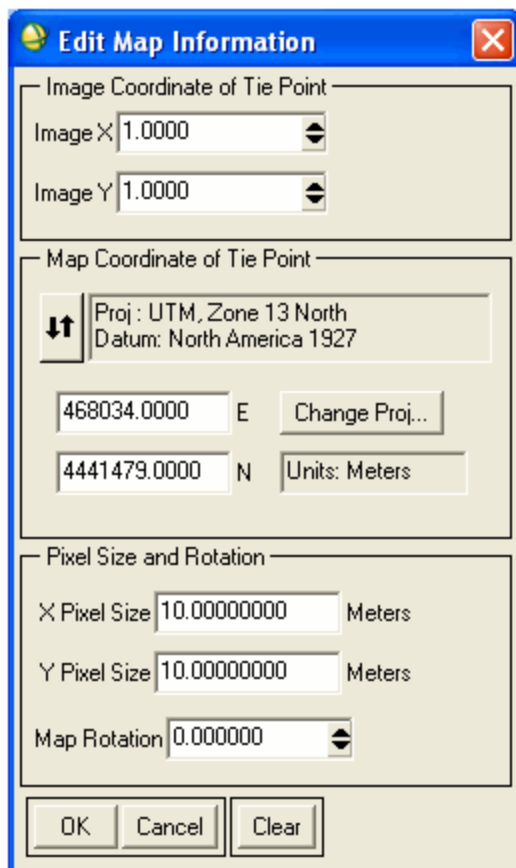 Edit Map Information
Image Coordinate of Tie Point
Image X 1.0000
Image Y 1.0000
Map Coordinate of Tie Point
Proj : UTM, Zone 13 North
Datum: North America 1927
468034.0000 E Change Proj...
4441479.0000 N Units: Meters
Pixel Size and Rotation
X Pixel Size 10.00000000 Meters
Y Pixel Size 10.00000000 Meters
Map Rotation 0.000000
OK Cancel Clear